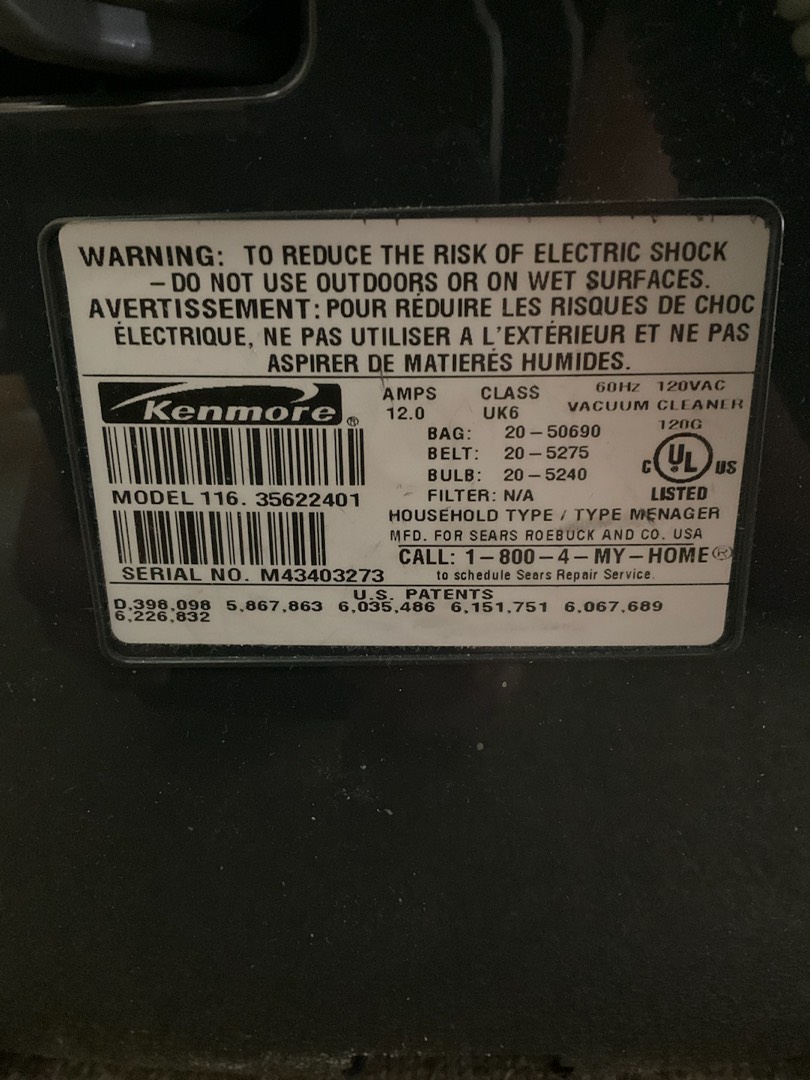 WARNING: TO REDUCE THE RISK OF ELECTRIC SHOCK
– DO NOT USE OUTDOORS OR ON WET SURFACES.
AVERTISSEMENT: POUR RÉDUIRE LES RISQUES DE CHOC
ÉLECTRIQUE, NE PAS UTILISER A L'EXTÉRIEUR ET NE PAS
ASPIRER DE MATIERÉS HUMIDES.
Kenmore®
AMPS CLASS 60Hz 120VAC
12.0 UK6 VACUUM CLEANER
120G
BAG: 20–50690
BELT: 20–5275
BULB: 20–5240
FILTER: N/A
C UL US
LISTED
MODEL 116. 35622401
HOUSEHOLD TYPE / TYPE MENAGER
MFD. FOR SEARS ROEBUCK AND CO. USA
CALL: 1–800–4–MY–HOME®
SERIAL NO. M43403273
to schedule Sears Repair Service.
U.S. PATENTS
D.398,098 5,867,863 6,035,486 6,151,751 6,067,689
6,226,832